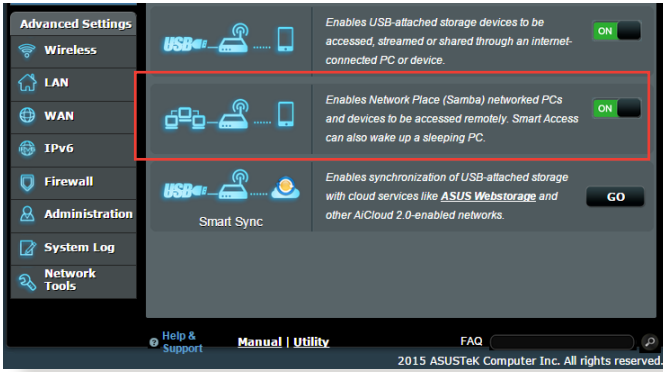 Advanced Settings
Wireless
LAN
WAN
IPv6
Firewall
Administration
System Log
Network
Tools
USB
Enables USB-attached storage devices to be
accessed, streamed or shared through an internet-
connected PC or device.
ON
Enables Network Place (Samba) networked PCs
and devices to be accessed remotely. Smart Access
can also wake up a sleeping PC.
ON
USB
Smart Sync
Enables synchronization of USB-attached storage
with cloud services like ASUS Webstorage and
other AiCloud 2.0-enabled networks.
GO
Help &
Support
Manual | Utility
FAQ
2015 ASUSTeK Computer Inc. All rights reserved.